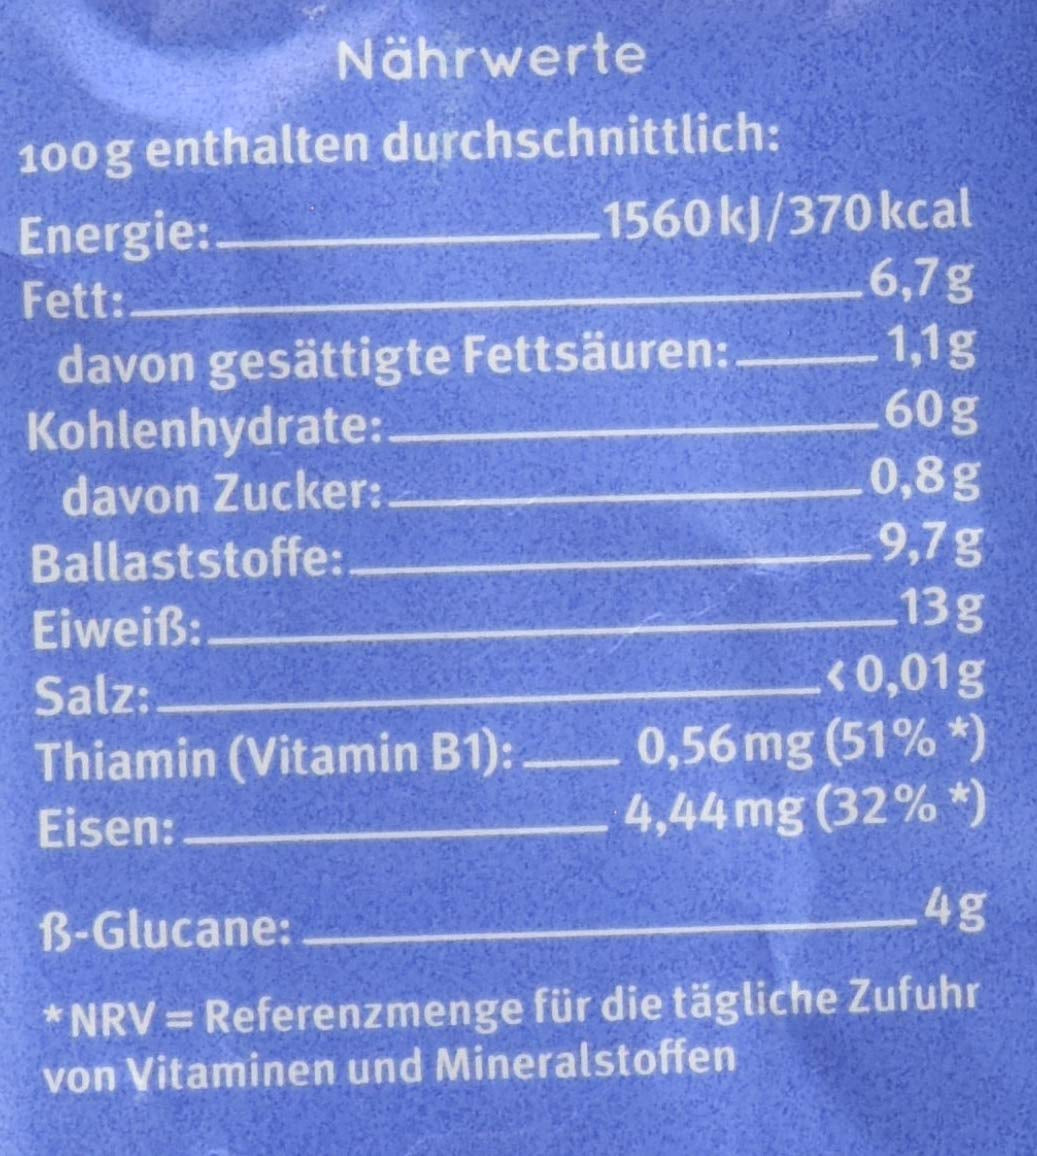 Nährwerte
100g enthalten durchschnittlich:
Energie: 1560 kJ/370 kcal
Fett: 6,7 g
davon gesättigte Fettsäuren: 1,1 g
Kohlenhydrate: 60 g
davon Zucker: 0,8 g
Ballaststoffe: 9,7 g
Eiweiß: 13 g
Salz: < 0,01 g
Thiamin (Vitamin B1): 0,56 mg (51% *)
Eisen: 4,44 mg (32% *)
ß-Glucane: 4 g
*NRV = Referenzmenge für die tägliche Zufuhr
von Vitaminen und Mineralstoffen